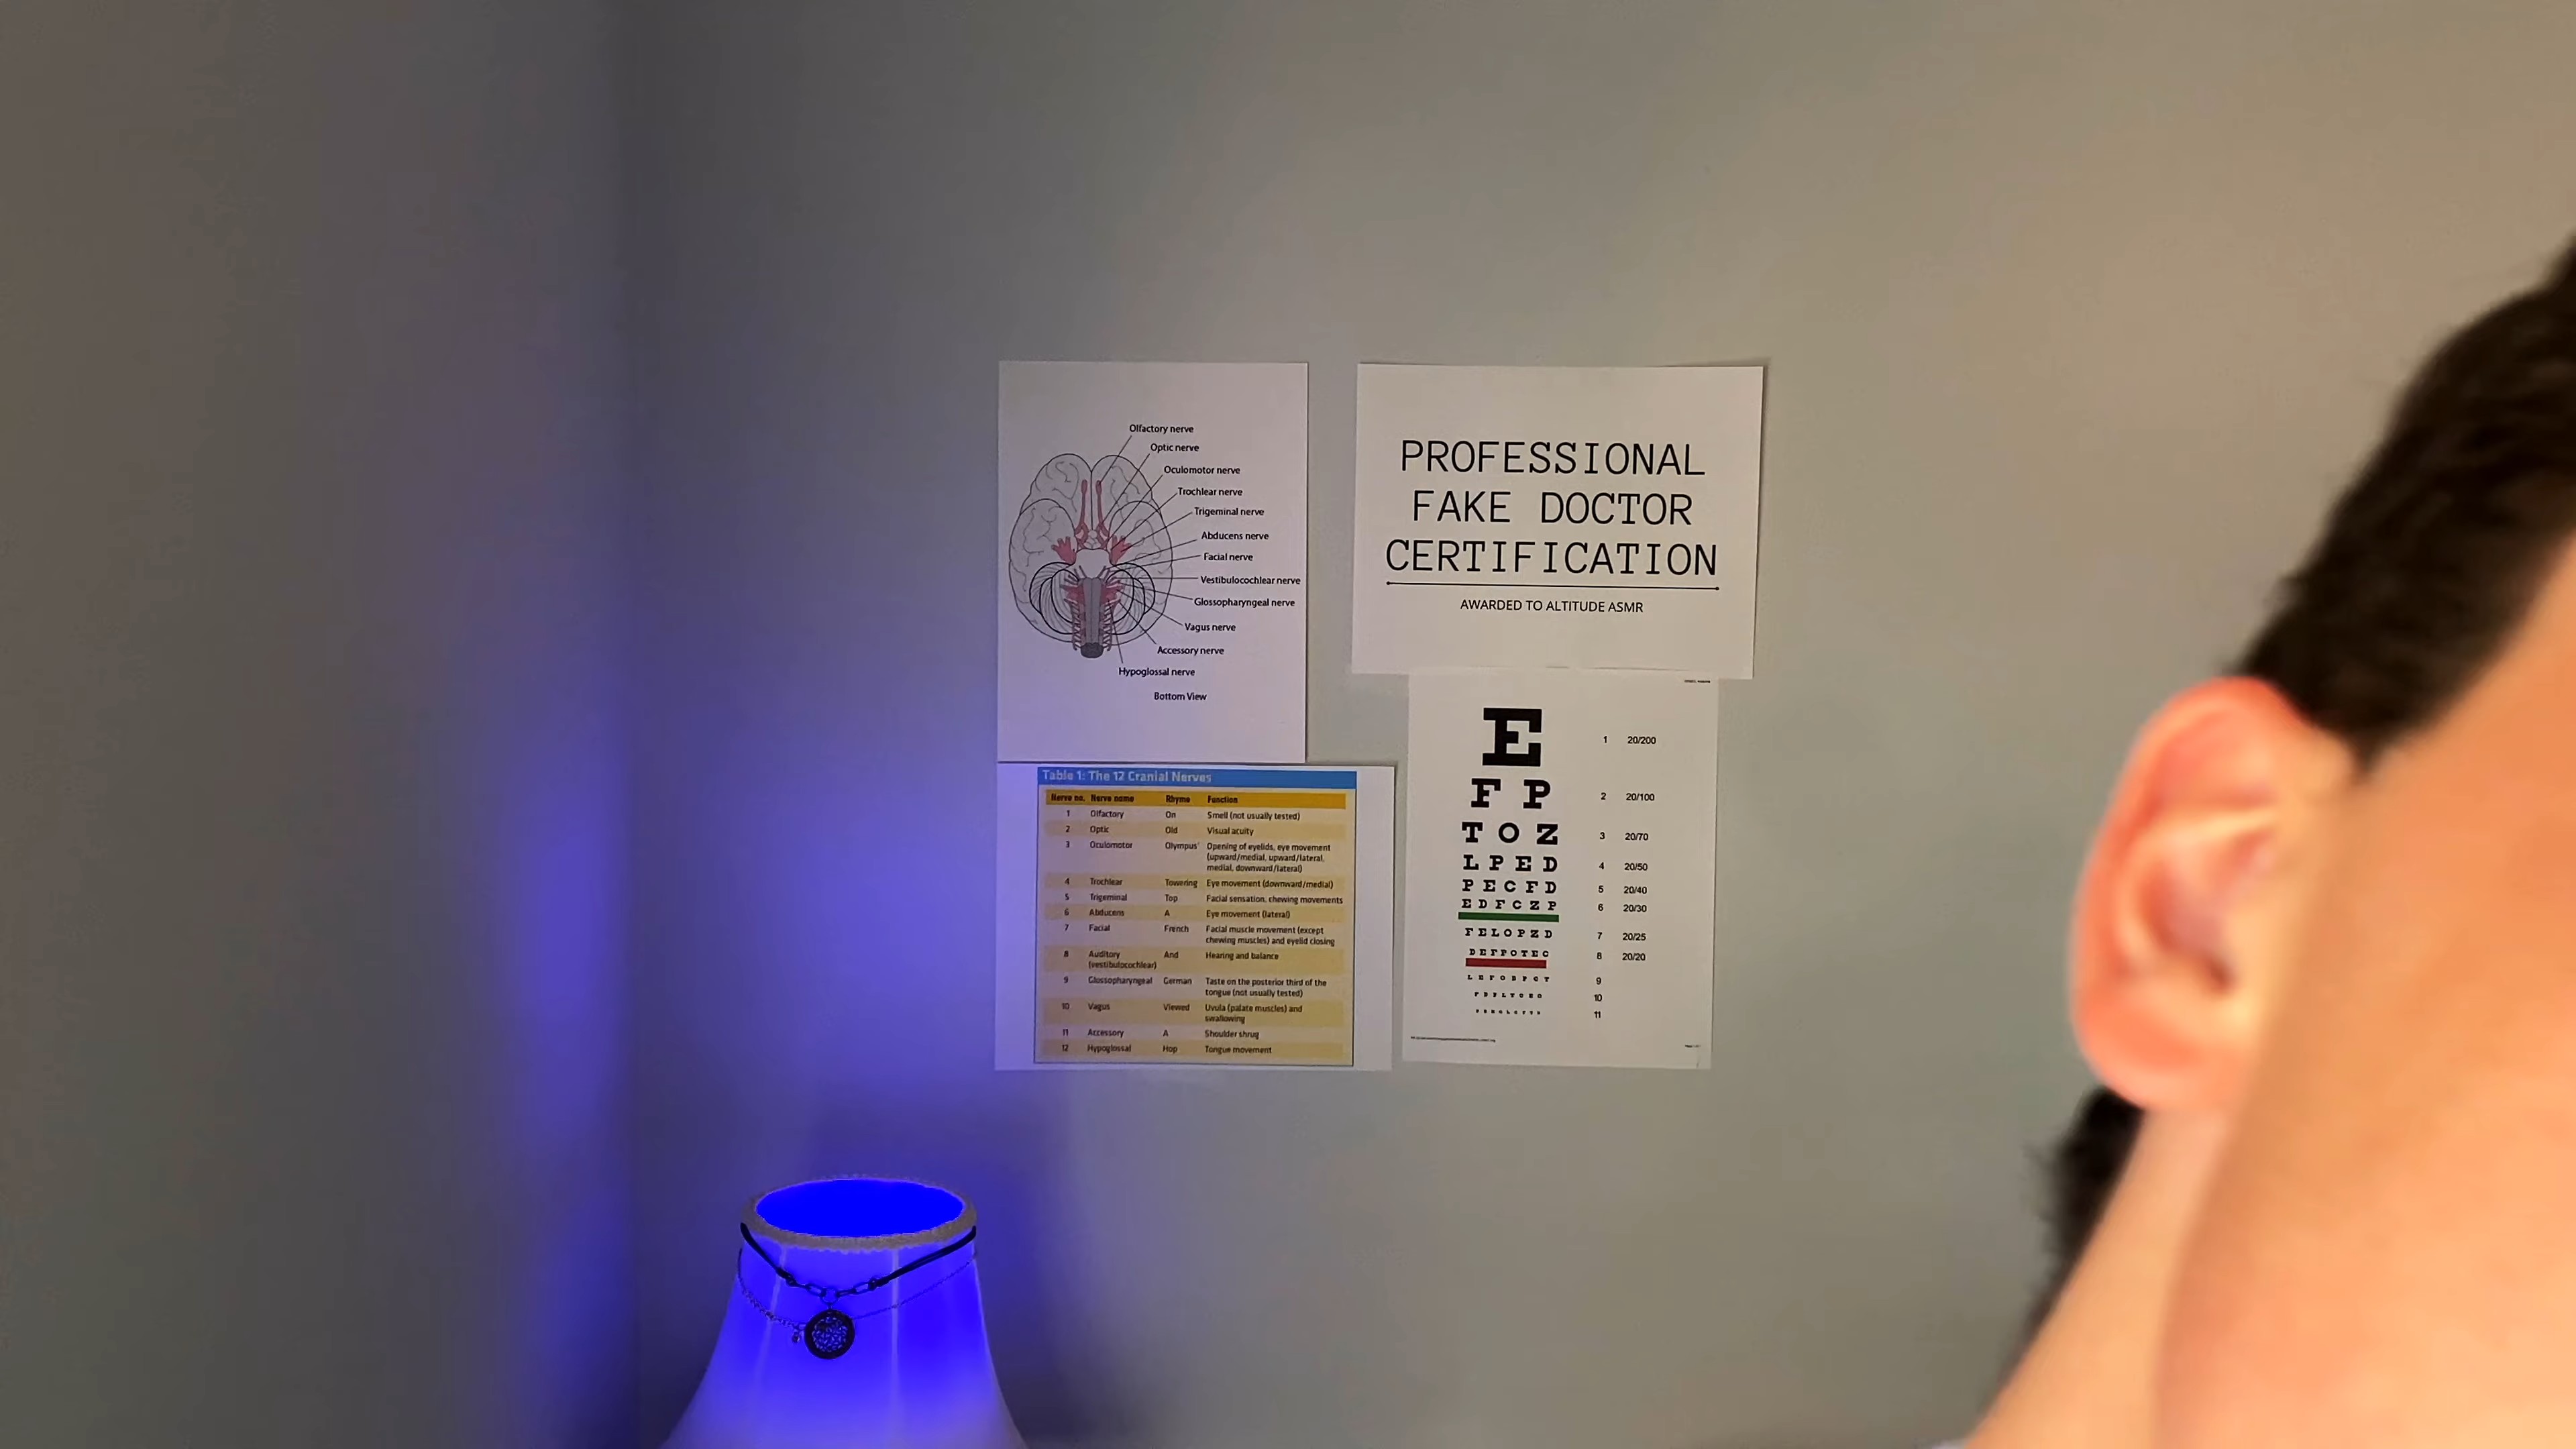 Olfactory nerve
Optic nerve
Oculomotor nerve
Trochlear nerve
Trigeminal nerve
Abducens nerve
Facial nerve
Vestibulocochlear nerve
Glossopharyngeal nerve
Vagus nerve
Accessory nerve
Hypoglossal nerve
Bottom View
PROFESSIONAL
FAKE DOCTOR
CERTIFICATION
AWARDED TO ALTITUDE ASMR
Table 1: The 12 Cranial Nerves
Nerve no. Nerve name Rhyme Function
1 Olfactory On Smell (not usually tested)
2 Optic Old Visual acuity
3 Oculomotor Olympus' Opening of eyelids, eye movement
(upward/medial, upward/lateral,
medial, downward/lateral)
4 Trochlear Towering Eye movement (downward/medial)
5 Trigeminal Top Facial sensation, chewing movements
6 Abducens A Eye movement (lateral)
7 Facial French Facial muscle movement (except
chewing muscles) and eyelid closing
8 Auditory And Hearing and balance
(vestibulocochlear)
9 Glossopharyngeal German Taste on the posterior third of the
tongue (not usually tested)
10 Vagus Viewed Uvula (palate muscles) and
swallowing
11 Accessory A Shoulder shrug
12 Hypoglossal Hop Tongue movement
E 1 20/200
F P 2 20/100
T O Z 3 20/70
L P E D 4 20/50
P E C F D 5 20/40
E D F C Z P 6 20/30
F E L O P Z D 7 20/25
D E F P O T E C 8 20/20
9
10
11